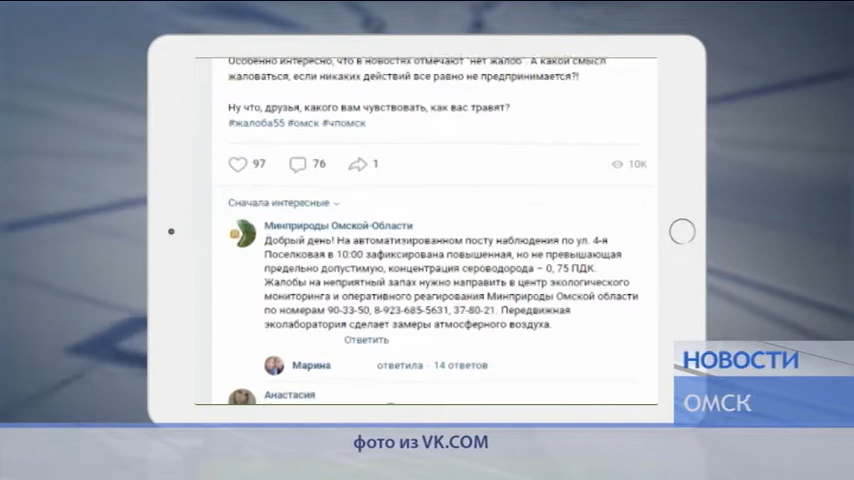 Особенно интересно, что в новостях отмечают "нет жалоб". А какой смысл
жаловаться, если никаких действий все равно не предпринимается?!
Ну что, друзья, какого вам чувствовать, как вас травят?
#жалоба55 #омск #чпомск
97 76 1 10K
Сначала интересные
Минприроды Омской-Области
Добрый день! На автоматизированном посту наблюдения по ул. 4-я
Поселковая в 10:00 зафиксирована повышенная, но не превышающая
предельно допустимую, концентрация сероводорода – 0, 75 ПДК.
Жалобы на неприятный запах нужно направить в центр экологического
мониторинга и оперативного реагирования Минприроды Омской области
по номерам 90-33-50, 8-923-685-5631, 37-80-21. Передвижная
эколаборатория сделает замеры атмосферного воздуха.
Ответить
Марина ответила · 14 ответов
Анастасия
НОВОСТИ
ОМСК
фото из VK.COM